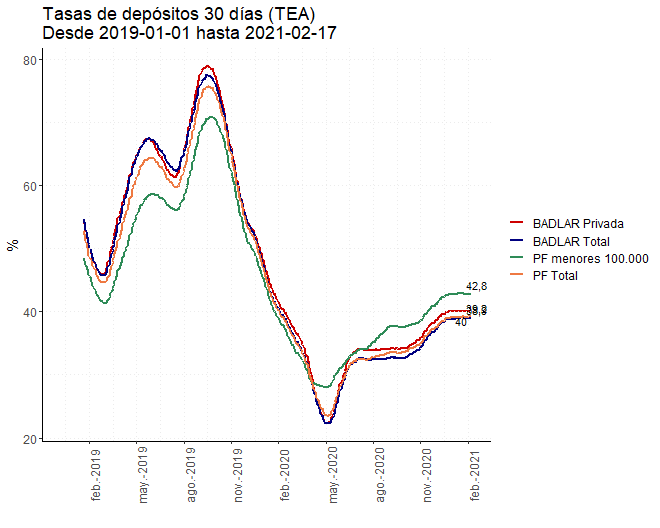 Tasas de depósitos 30 días (TEA)
Desde 2019-01-01 hasta 2021-02-17
80
60
40
20
%
feb.-2019
may.-2019
ago.-2019
nov.-2019
feb.-2020
may.-2020
ago.-2020
nov.-2020
feb.-2021
42,8
40
BADLAR Privada
BADLAR Total
PF menores 100.000
PF Total